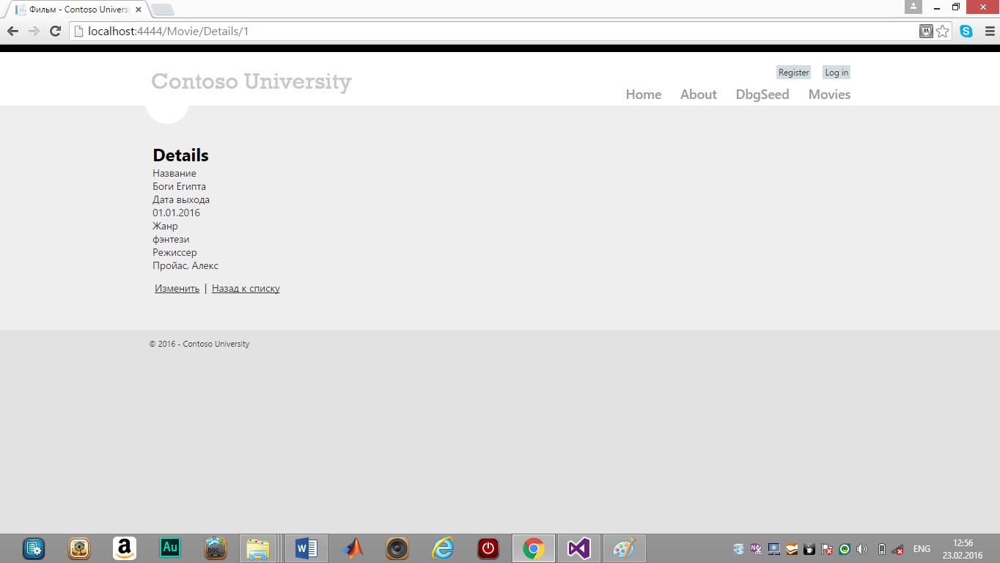 Фильм - Contoso Universi
localhost:4444/Movie/Details/1
Contoso University
Register Log in
Home About DbgSeed Movies
Details
Название
Боги Египта
Дата выхода
01.01.2016
Жанр
фэнтези
Режиссер
Пройас, Алекс
Изменить | Назад к списку
© 2016 - Contoso University
a Au DOC W ENG 12:56
23.02.2016